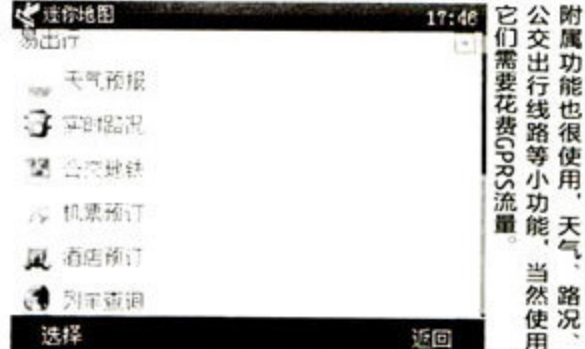 迷你地图 17:46
易出行
天气预报
实时路况
公交地铁
机票预订
酒店预订
列车查询
选择 返回
附属功能也很使用，天气、路况、
公交出行线路等小功能，当然使用
它们需要花费GPRS流量。